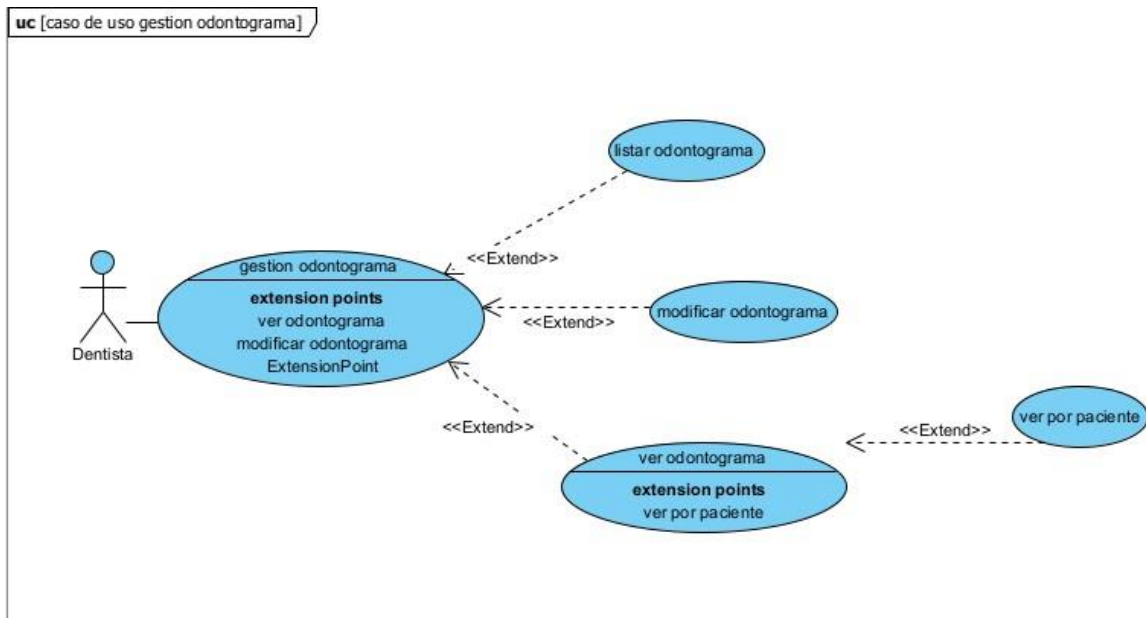 uc [caso de uso gestion odontograma]
listar odontograma
<<Extend>>
gestion odontograma
extension points
ver odontograma
modificar odontograma
ExtensionPoint
Dentista
modificar odontograma
<<Extend>>
<<Extend>>
ver odontograma
extension points
ver por paciente
<<Extend>>
ver por paciente